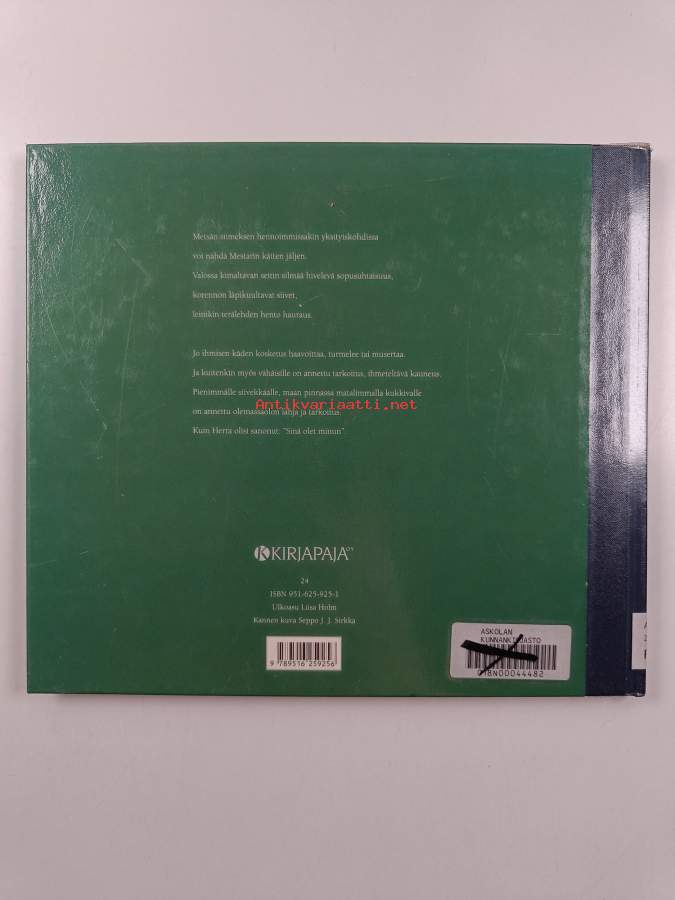 Metsän siimeksen hennoimmissakin yksityiskohdissa
voi nähdä Mestarin kätten jäljen.
Valossa kimaltavan seitin silmää hivelevä sopusuhtaisuus,
korennon läpikuultavat siivet,
leinikin terälehden hento hauraus.
Jo ihmisen käden kosketus haavoittaa, turmelee tai musertaa.
Ja kuitenkin myös vähäisille on annettu tarkoitus, ihmeteltävä kauneus.
Pienimmälle siivekkäälle, maan pinnassa matalimmalla kukkivalle
Antikvariaatti.net
on annettu olemassaolon lahja ja tarkoitus.
Kuin Herra olisi sanonut: "Sinä olet minun".
KIRJAPAJA OY
24
ISBN 951-625-925-1
Ulkoasu Liisa Holm
Kannen kuva Seppo J. J. Sirkka
9 789516 259256
ASKOLAN
KUNNANKIRJASTO
018N00044482